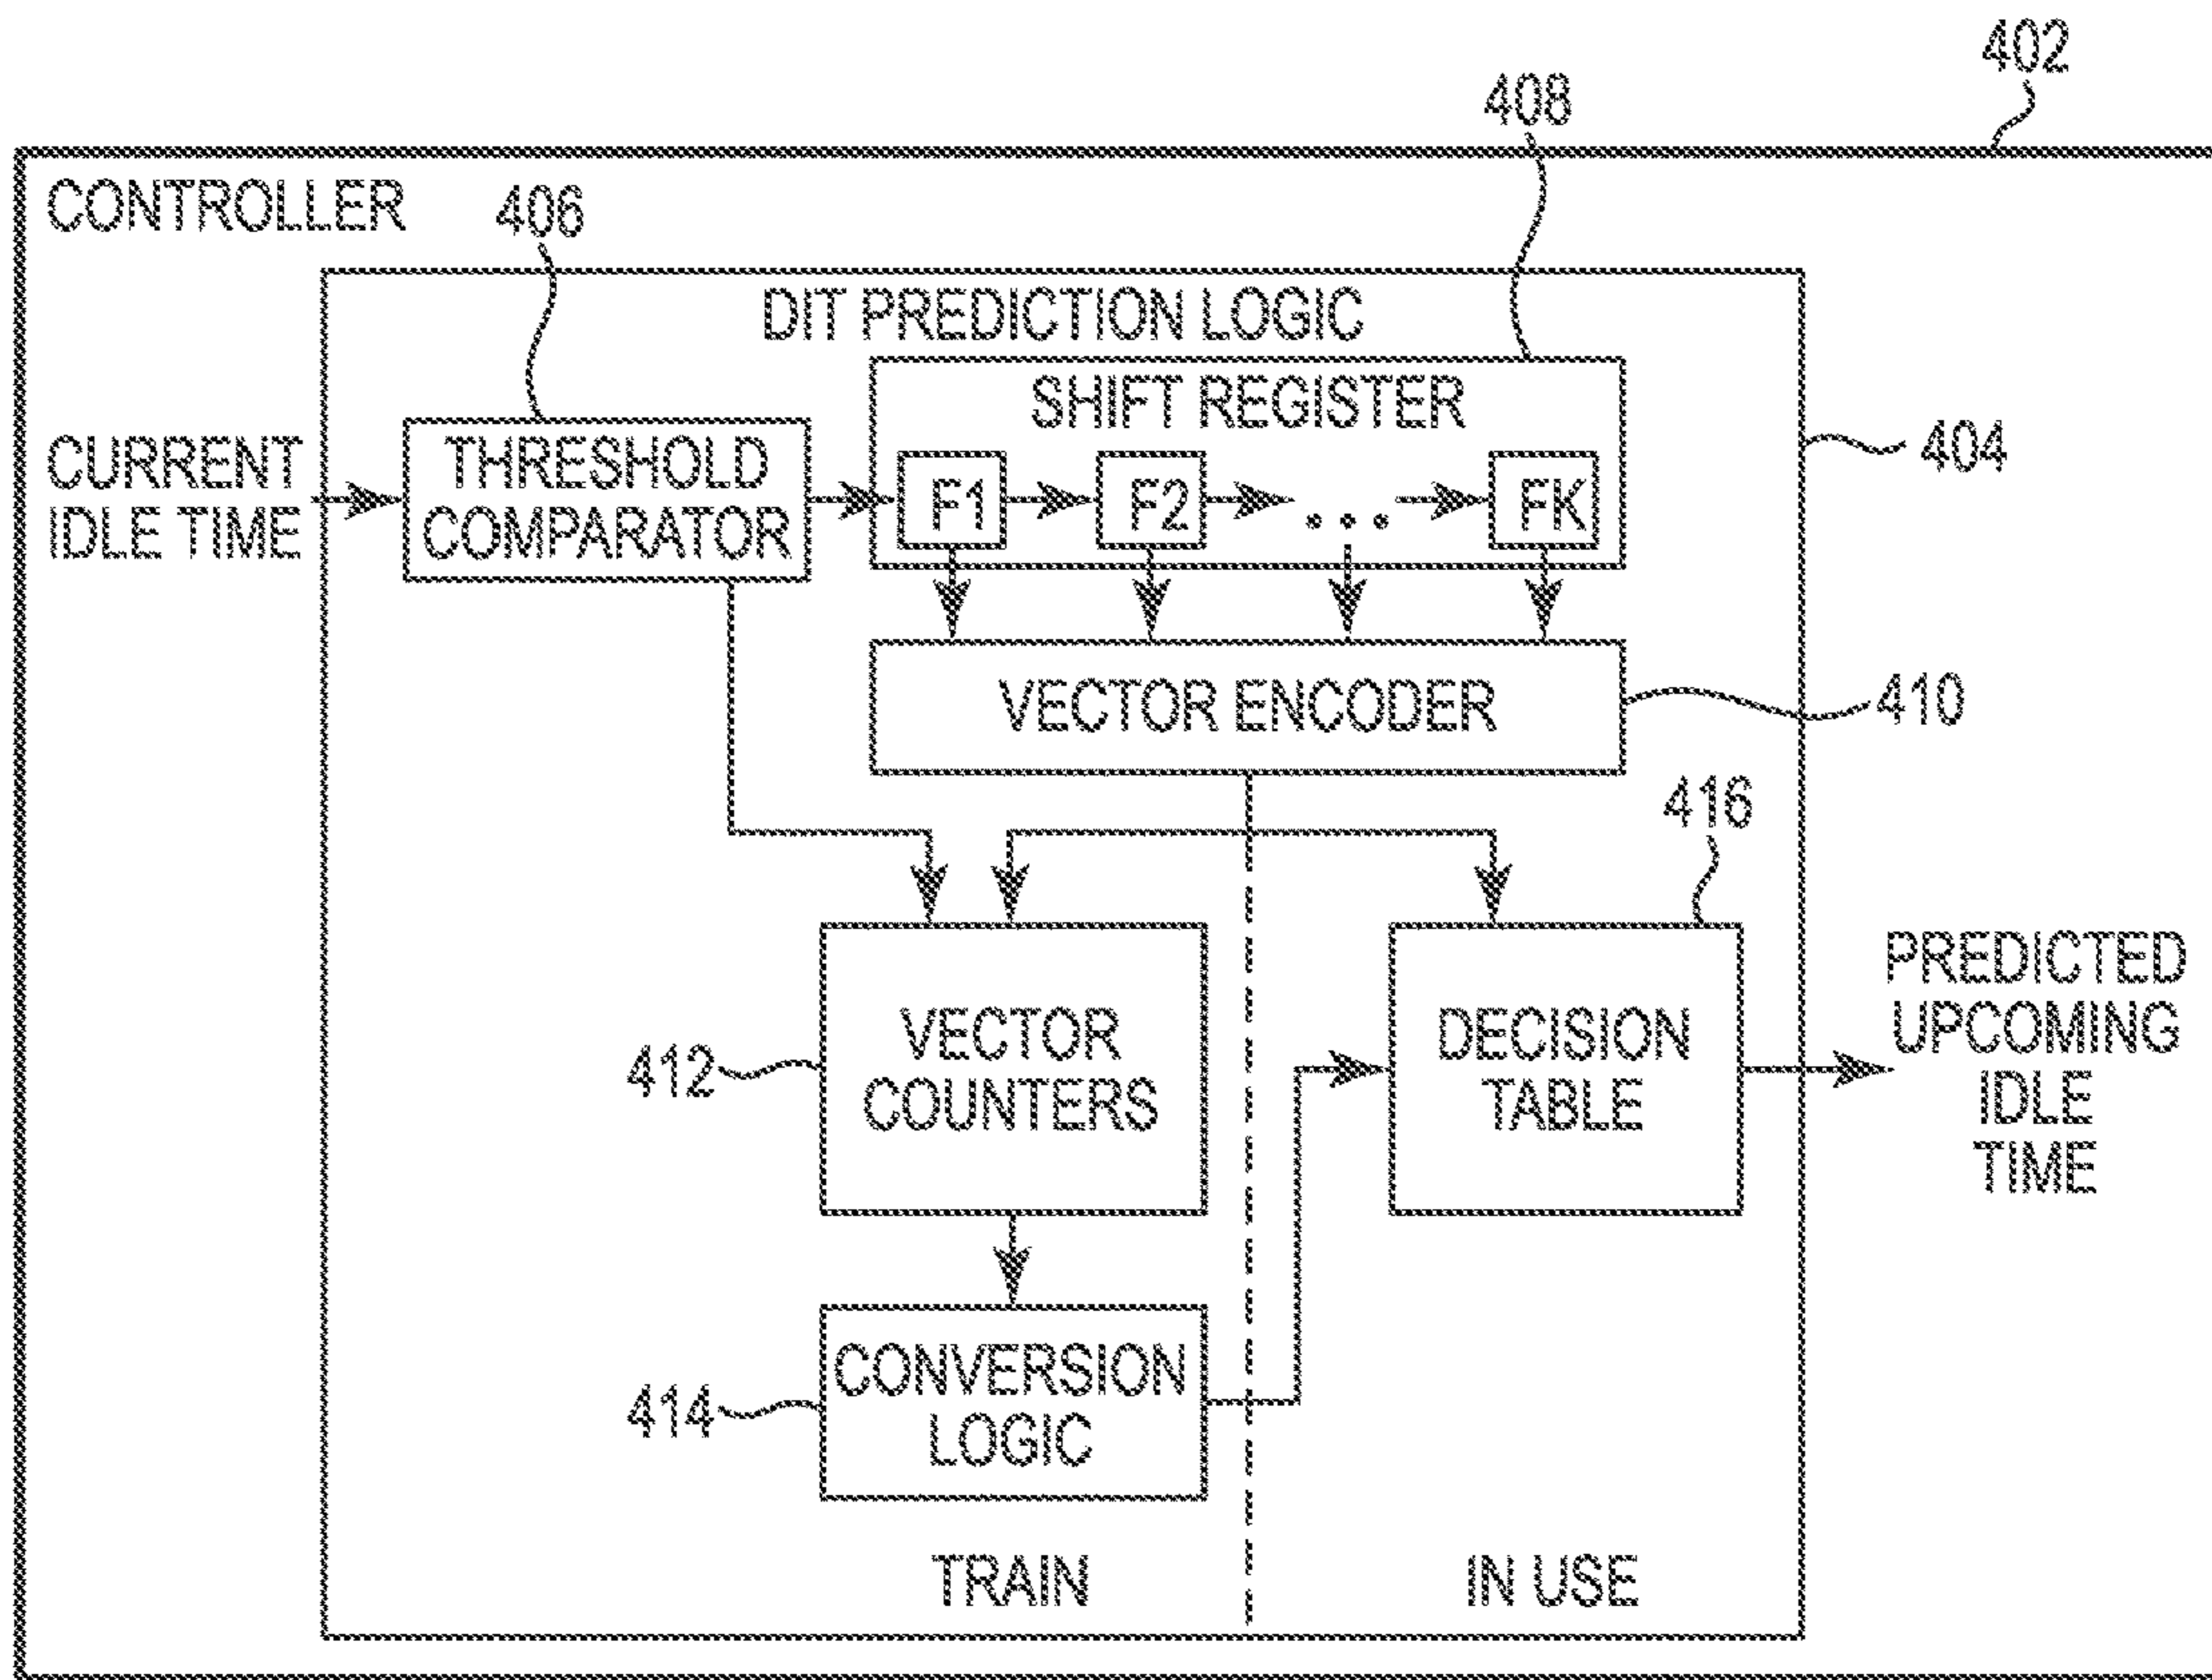 402
408
CONTROLLER
406
DIT PREDICTION LOGIC
SHIFT REGISTER
404
CURRENT
IDLE TIME
THRESHOLD
COMPARATOR
F1
F2
...
FK
VECTOR ENCODER
410
416
412
VECTOR
COUNTERS
DECISION
TABLE
PREDICTED
UPCOMING
IDLE
TIME
414
CONVERSION
LOGIC
TRAIN
IN USE